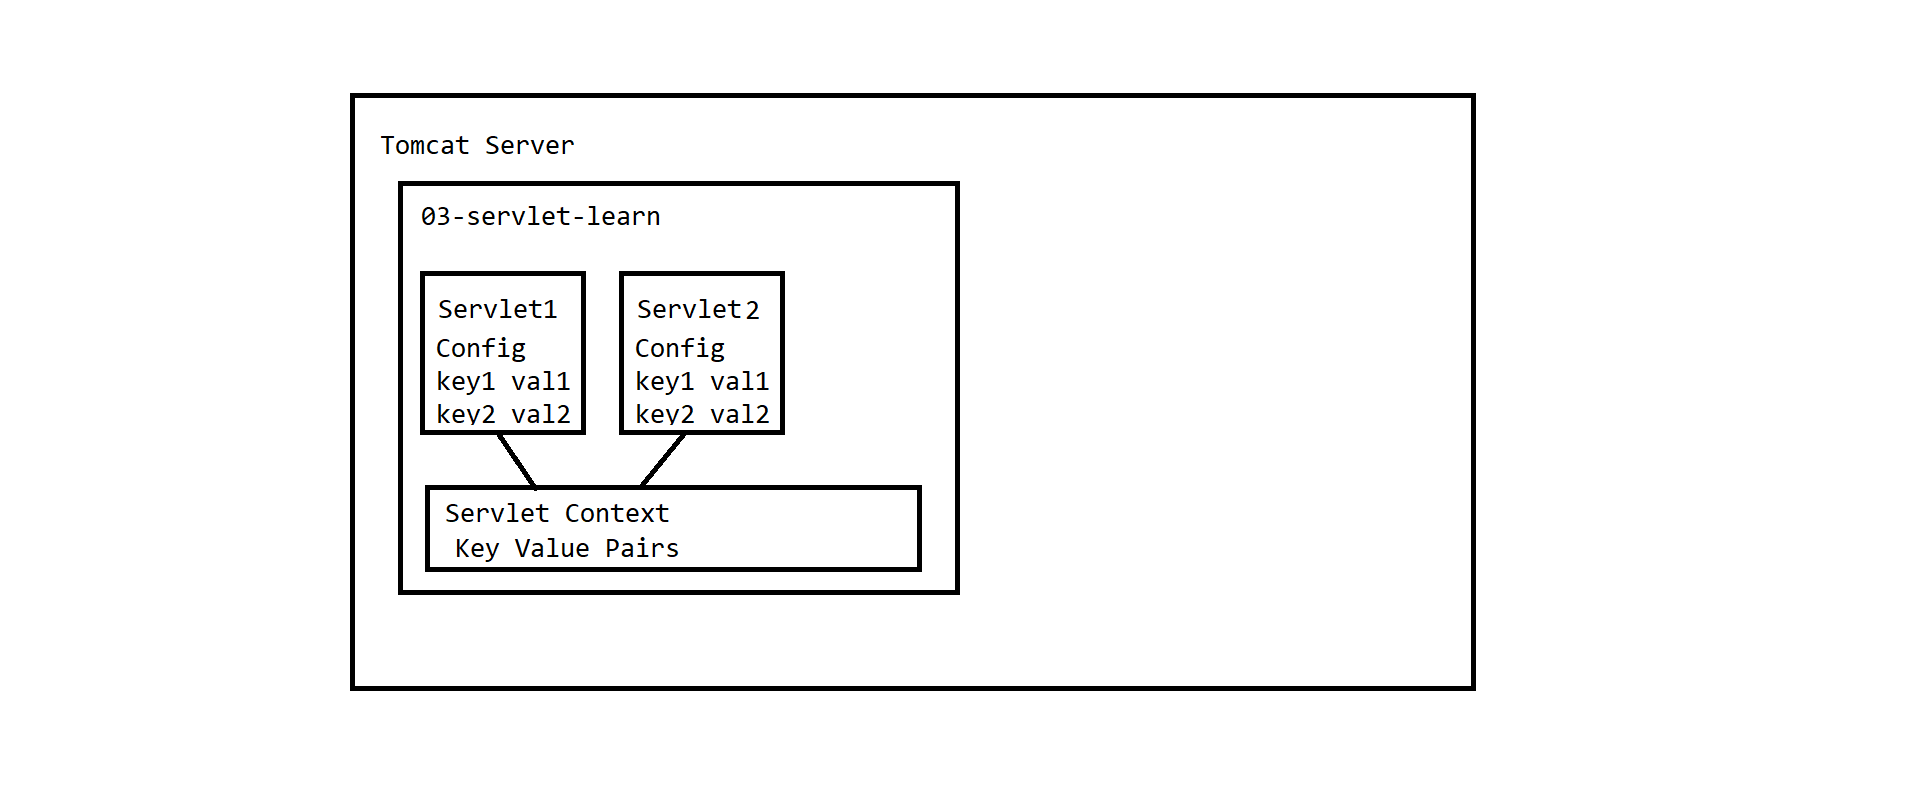 Tomcat Server
03-servlet-learn
Servlet1
Config
key1 val1
key2 val2
Servlet2
Config
key1 val1
key2 val2
Servlet Context
Key Value Pairs